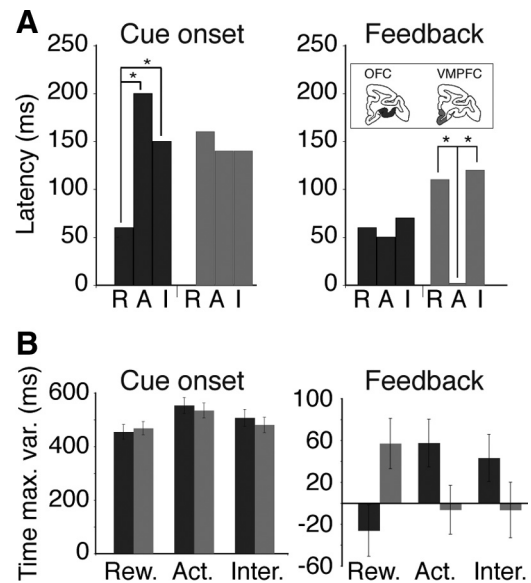 A
Cue onset
Feedback
Latency (ms)
250
200
150
100
50
0
* *
R A I
R A I
250
200
150
100
50
0
OFC VMPFC
* *
R A I
R A I
B
Cue onset
Feedback
Time max. var. (ms)
600
400
200
0
Rew. Act. Inter.
100
60
20
-20
-60
Rew. Act. Inter.